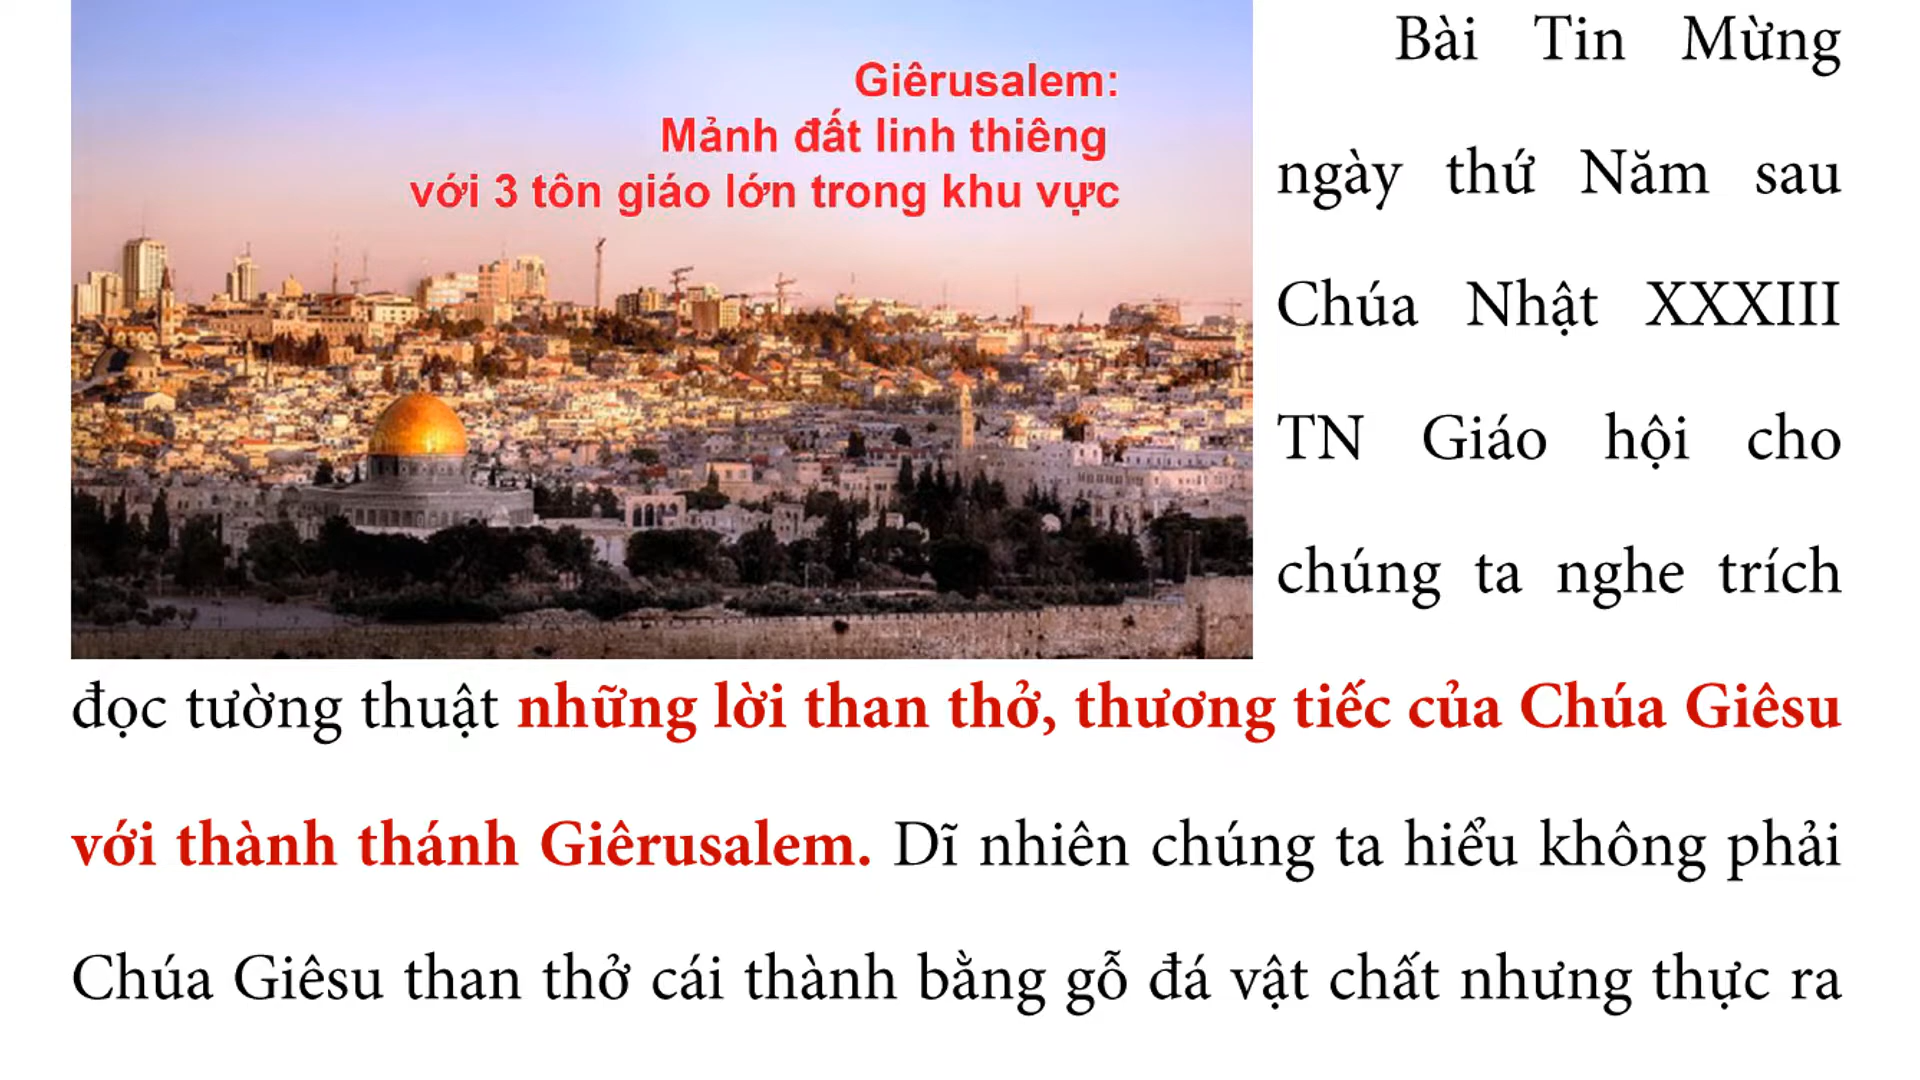 Giêrusalem:
Mảnh đất linh thiêng
với 3 tôn giáo lớn trong khu vực
Bài Tin Mừng
ngày thứ Năm sau
Chúa Nhật XXXIII
TN Giáo hội cho
chúng ta nghe trích
đọc tường thuật những lời than thở, thương tiếc của Chúa Giêsu
với thành thánh Giêrusalem. Dĩ nhiên chúng ta hiểu không phải
Chúa Giêsu than thở cái thành bằng gỗ đá vật chất nhưng thực ra